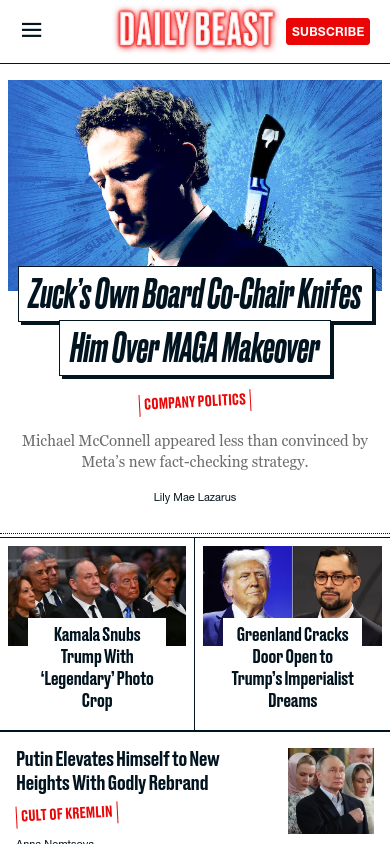 DAILY BEAST
SUBSCRIBE
Zuck's Own Board Co-Chair Knifes
Him Over MAGA Makeover
COMPANY POLITICS
Michael McConnell appeared less than convinced by
Meta's new fact-checking strategy.
Lily Mae Lazarus
Kamala Snubs
Trump With
‘Legendary’ Photo
Crop
Greenland Cracks
Door Open to
Trump's Imperialist
Dreams
Putin Elevates Himself to New
Heights With Godly Rebrand
CULT OF KREMLIN